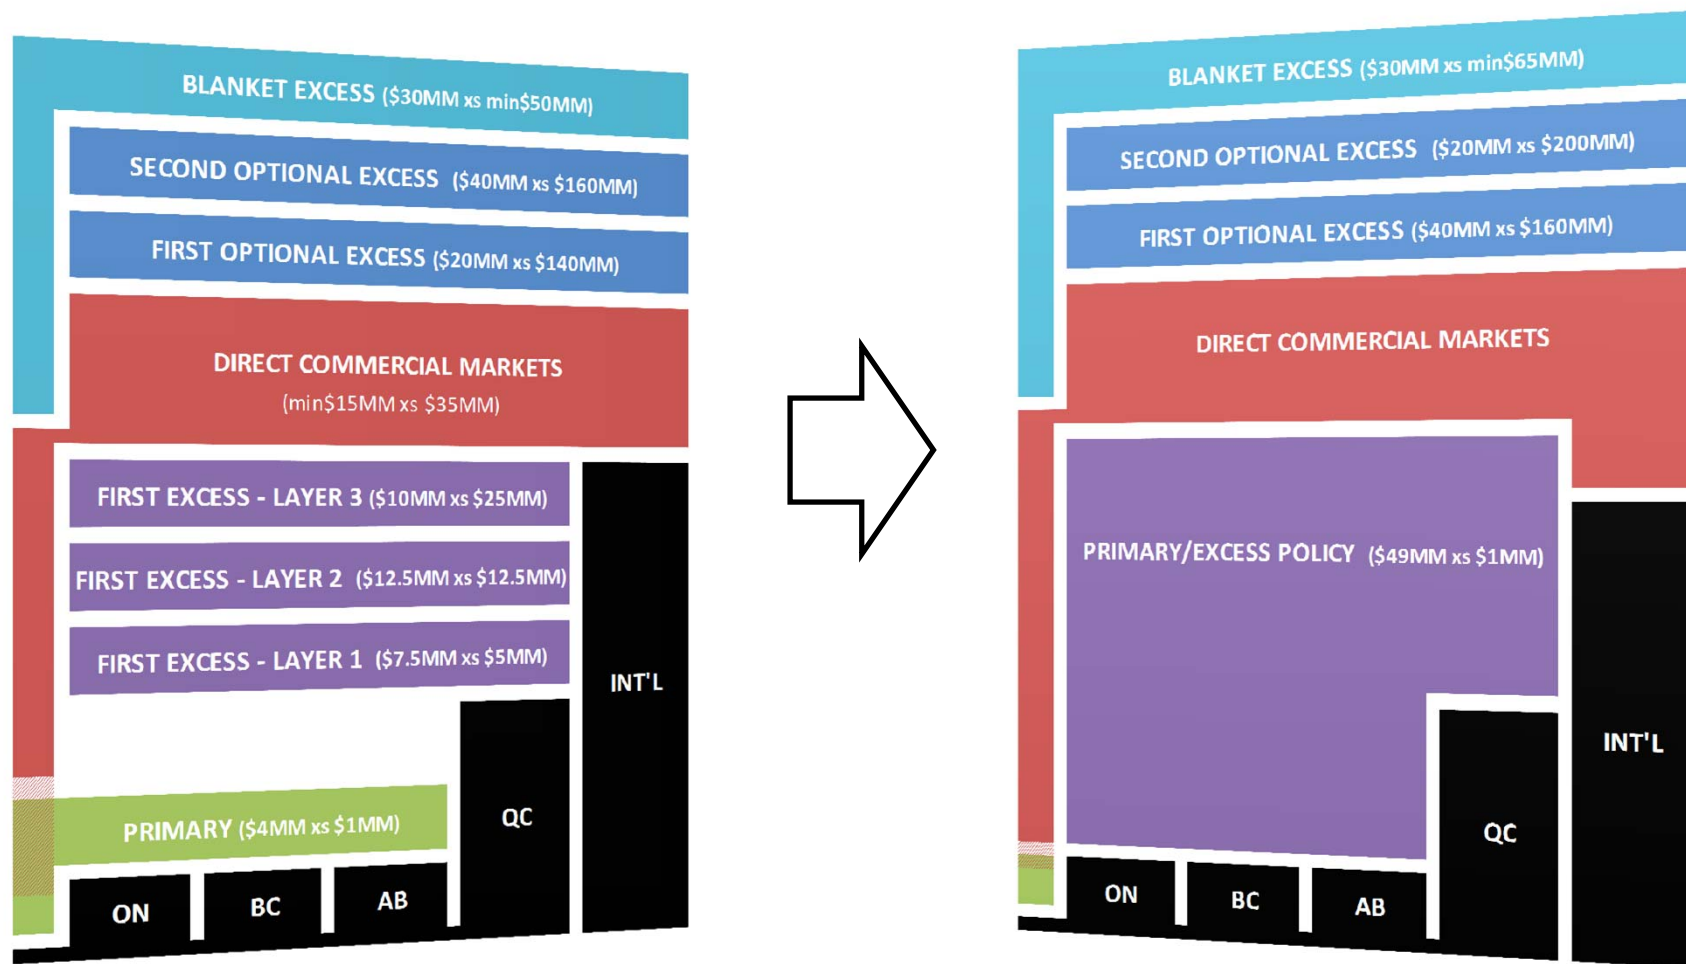 BLANKET EXCESS ($30MM xs min$50MM)
SECOND OPTIONAL EXCESS ($40MM xs $160MM)
FIRST OPTIONAL EXCESS ($20MM xs $140MM)
DIRECT COMMERCIAL MARKETS
(min$15MM xs $35MM)
FIRST EXCESS - LAYER 3 ($10MM xs $25MM)
FIRST EXCESS - LAYER 2 ($12.5MM xs $12.5MM)
FIRST EXCESS - LAYER 1 ($7.5MM xs $5MM)
INT'L
QC
PRIMARY ($4MM xs $1MM)
ON
BC
AB
BLANKET EXCESS ($30MM xs min$65MM)
SECOND OPTIONAL EXCESS ($20MM xs $200MM)
FIRST OPTIONAL EXCESS ($40MM xs $160MM)
DIRECT COMMERCIAL MARKETS
PRIMARY/EXCESS POLICY ($49MM xs $1MM)
INT'L
QC
ON
BC
AB